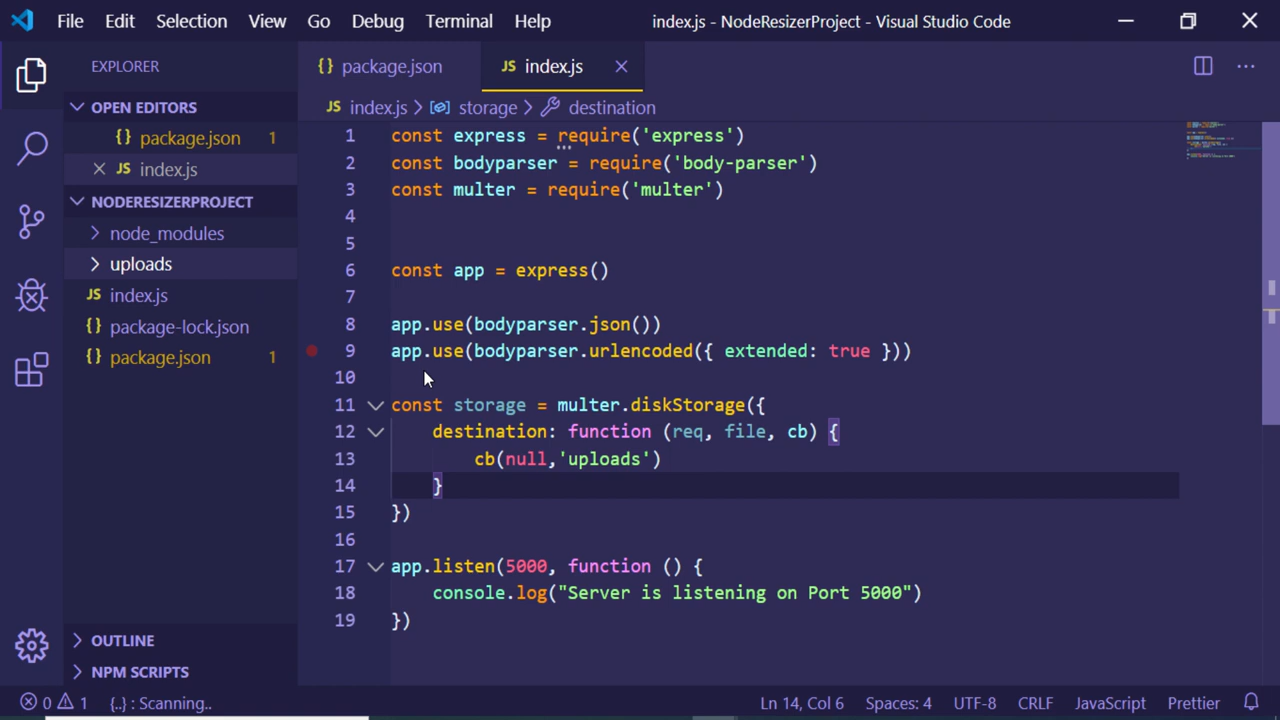 File Edit Selection View Go Debug Terminal Help index.js - NodeResizerProject - Visual Studio Code
EXPLORER
OPEN EDITORS
{} package.json 1
JS index.js
NODERESIZERPROJECT
node_modules
uploads
JS index.js
{} package-lock.json
{} package.json 1
OUTLINE
NPM SCRIPTS
{} package.json JS index.js
JS index.js > storage > destination
1 const express = require('express')
2 const bodyparser = require('body-parser')
3 const multer = require('multer')
4
5
6 const app = express()
7
8 app.use(bodyparser.json())
9 app.use(bodyparser.urlencoded({ extended: true }))
10
11 const storage = multer.diskStorage({
12 destination: function (req, file, cb) {
13 cb(null,'uploads')
14 }
15 })
16
17 app.listen(5000, function () {
18 console.log("Server is listening on Port 5000")
19 })
0 1 {..} : Scanning.. Ln 14, Col 6 Spaces: 4 UTF-8 CRLF JavaScript Prettier